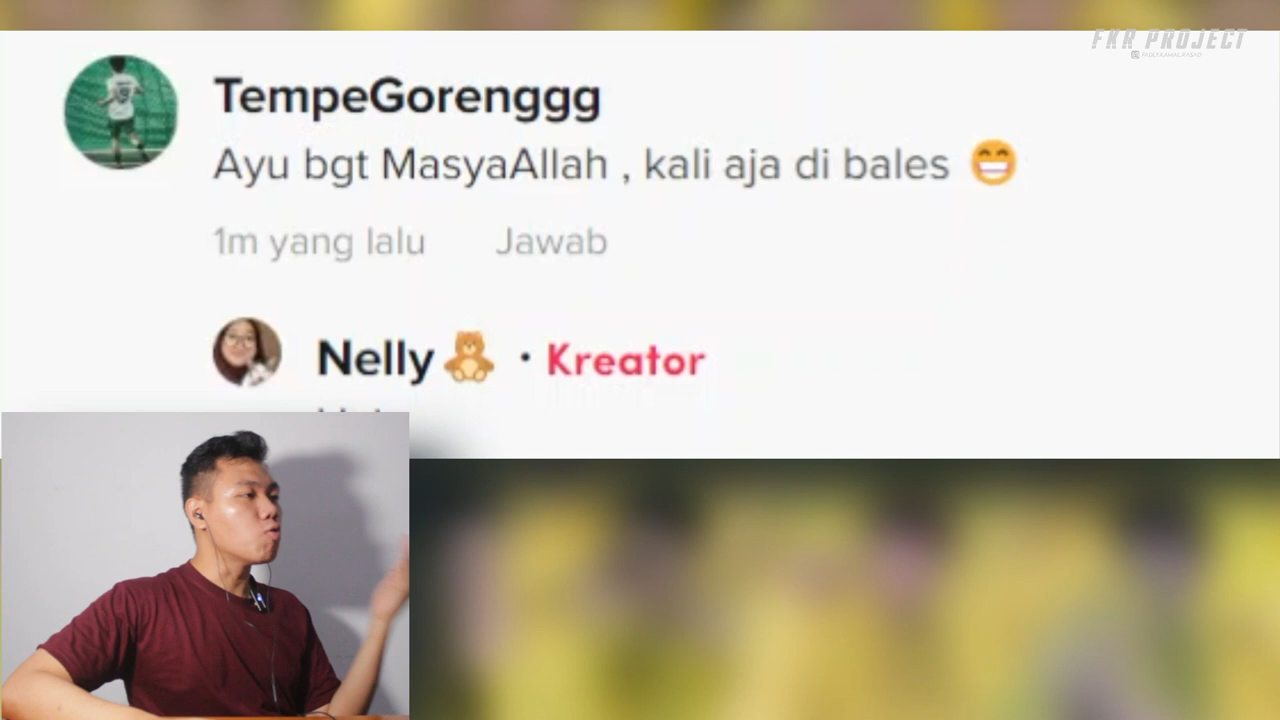 FKR PROJECT
TempeGorenggg
Ayu bgt MasyaAllah , kali aja di bales 😁
1m yang lalu Jawab
Nelly🧸 · Kreator